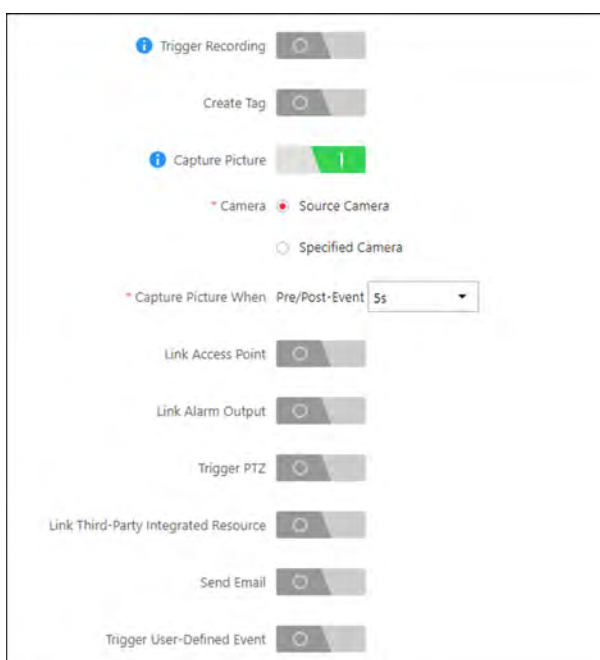 Trigger Recording
Create Tag
Capture Picture
* Camera Source Camera
Specified Camera
* Capture Picture When Pre/Post-Event 5s
Link Access Point
Link Alarm Output
Trigger PTZ
Link Third-Party Integrated Resource
Send Email
Trigger User-Defined Event